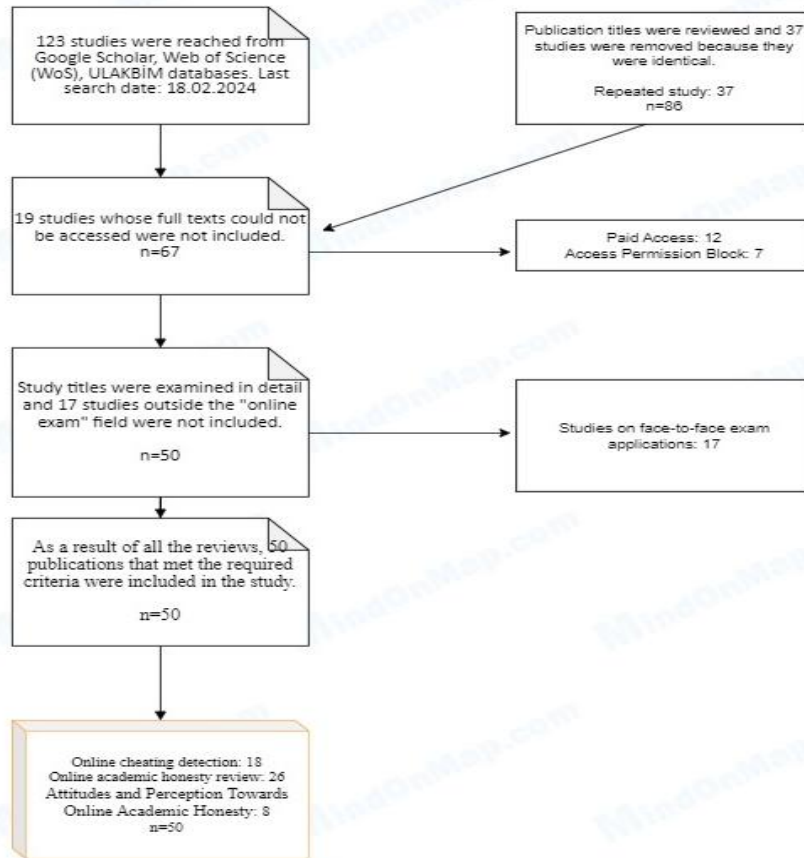 123 studies were reached from
Google Scholar, Web of Science
(WoS), ULAKBİM databases. Last
search date: 18.02.2024
Publication titles were reviewed and 37
studies were removed because they
were identical.
Repeated study: 37
n=86
19 studies whose full texts could not
be accessed were not included.
n=67
Paid Access: 12
Access Permission Block: 7
Study titles were examined in detail
and 17 studies outside the "online
exam" field were not included.
n=50
Studies on face-to-face exam
applications: 17
As a result of all the reviews, 50
publications that met the required
criteria were included in the study.
n=50
Online cheating detection: 18
Online academic honesty review: 26
Attitudes and Perception Towards
Online Academic Honesty: 8
n=50
MindOnMap.com